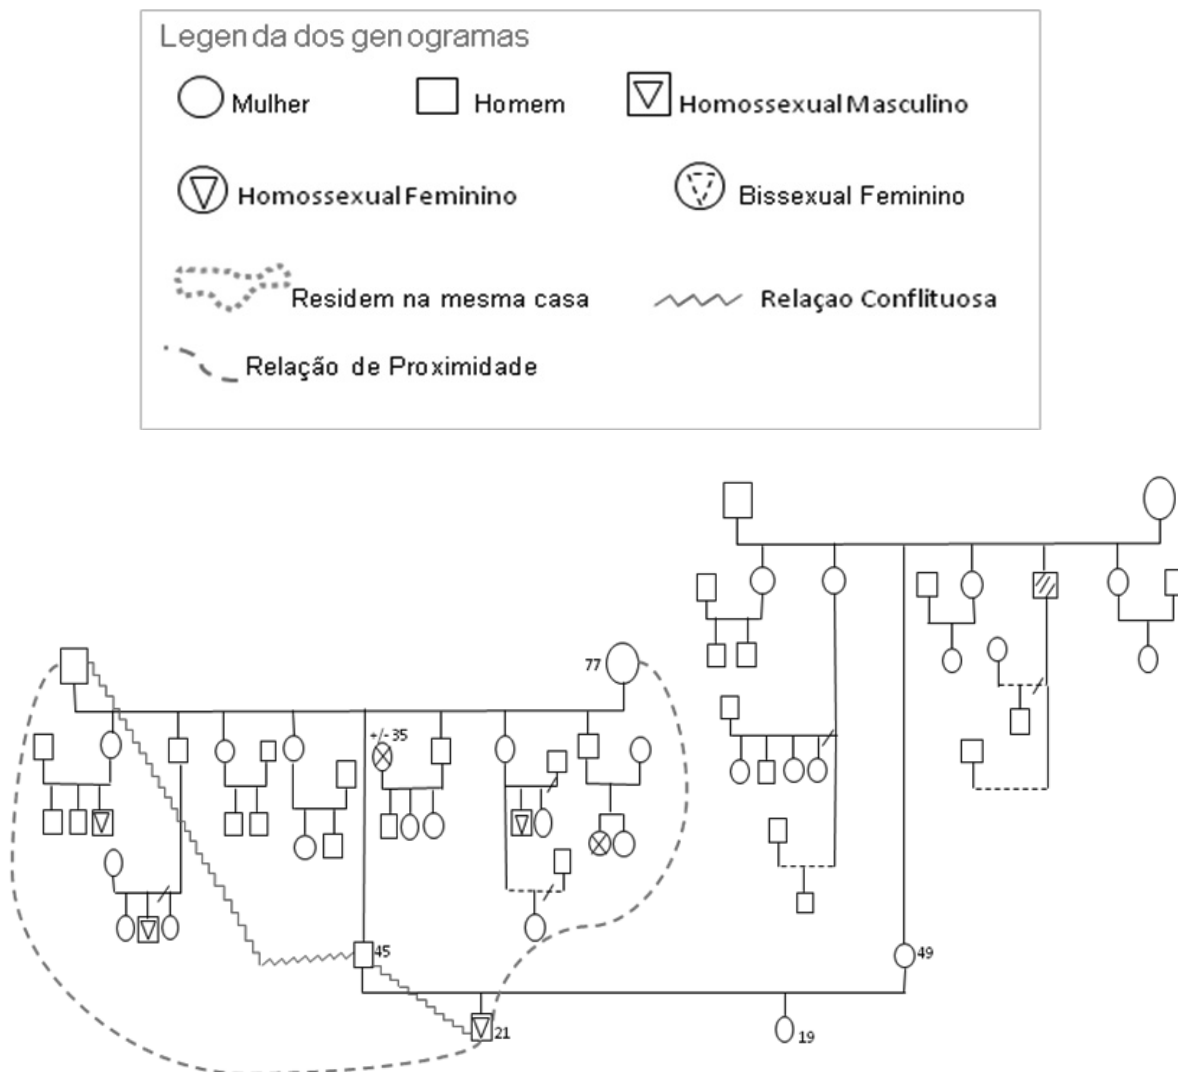 Legenda dos genogramas
Mulher
Homem
Homossexual Masculino
Homossexual Feminino
Bissexual Feminino
Residem na mesma casa
Relaçao Conflituosa
Relação de Proximidade
77
+/-35
45
49
21
19